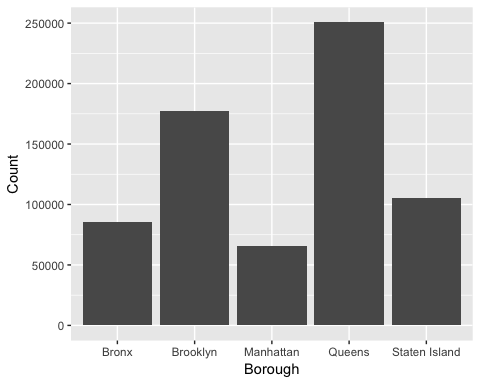 250000
200000
150000
100000
50000
0
Count
Bronx
Brooklyn
Manhattan
Queens
Staten Island
Borough